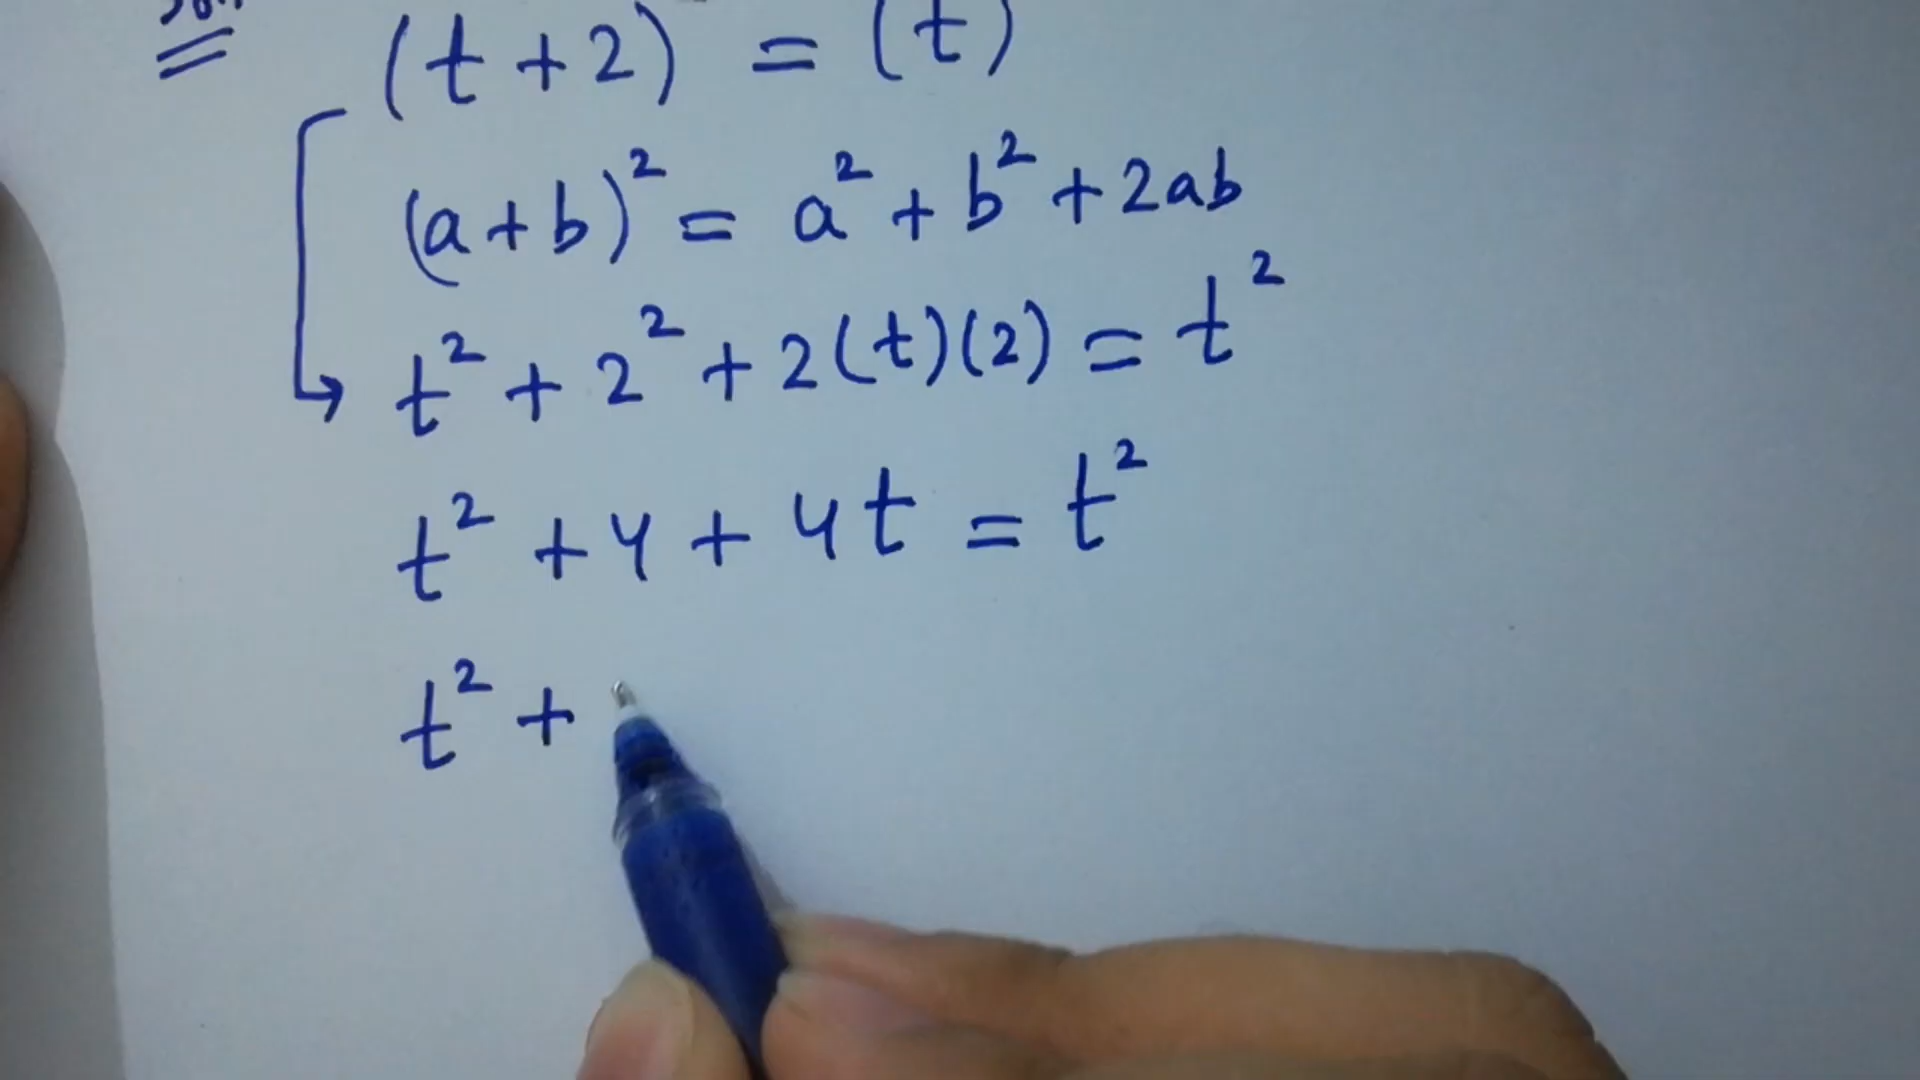 (t+2) = (t)
(a+b)² = a² + b² + 2ab
t² + 2² + 2(t)(2) = t²
t² + 4 + 4t = t²
t² +